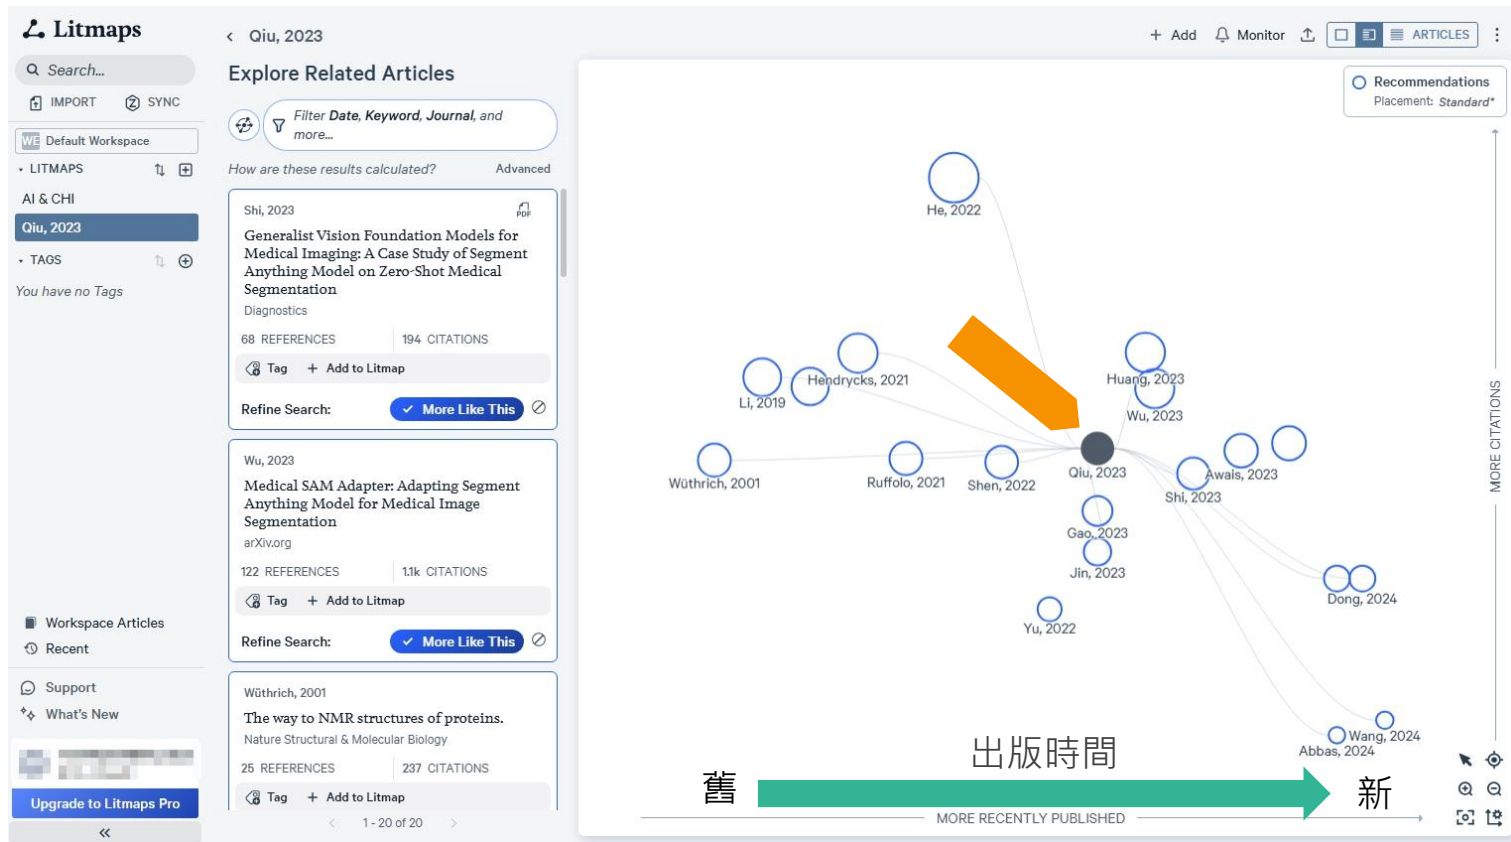 Litmaps
Search...
IMPORT
SYNC
WE Default Workspace
LITMAPS
AI & CHI
Qiu, 2023
TAGS
You have no Tags
Workspace Articles
Recent
Support
What's New
Upgrade to Litmaps Pro
«
‹ Qiu, 2023
Explore Related Articles
Filter Date, Keyword, Journal, and
more...
How are these results calculated?
Advanced
Shi, 2023
PDF
Generalist Vision Foundation Models for
Medical Imaging: A Case Study of Segment
Anything Model on Zero-Shot Medical
Segmentation
Diagnostics
68 REFERENCES
194 CITATIONS
Tag
+ Add to Litmap
Refine Search:
More Like This
Wu, 2023
Medical SAM Adapter: Adapting Segment
Anything Model for Medical Image
Segmentation
arXiv.org
122 REFERENCES
1.1k CITATIONS
Tag
+ Add to Litmap
Refine Search:
More Like This
Wüthrich, 2001
The way to NMR structures of proteins.
Nature Structural & Molecular Biology
25 REFERENCES
237 CITATIONS
Tag
+ Add to Litmap
1 - 20 of 20
+ Add
Monitor
ARTICLES
Recommendations
Placement: Standard*
He, 2022
Hendrycks, 2021
Li, 2019
Huang, 2023
Wu, 2023
Wüthrich, 2001
Ruffolo, 2021
Shen, 2022
Qiu, 2023
Awais, 2023
Shi, 2023
Gao, 2023
Jin, 2023
Yu, 2022
Dong, 2024
Wang, 2024
Abbas, 2024
MORE CITATIONS
出版時間
舊
新
MORE RECENTLY PUBLISHED